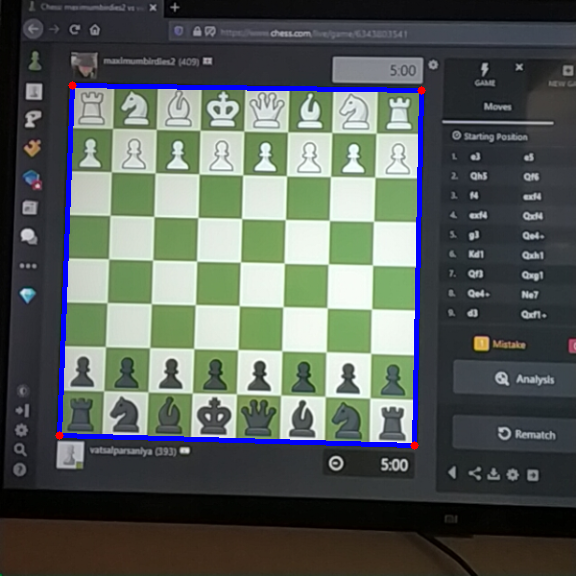 Chess: maximumbirdies2 vs v
https://www.chess.com/live/game/6343803541
maximumbirdies2 (409)
5:00
GAME
NEW GA
Moves
Starting Position
1. e3 e5
2. Qh5 Qf6
3. f4 exf4
4. exf4 Qxf4
5. g3 Qe4+
6. Kd1 Qxh1
7. Qf3 Qxg1
8. Qe4+ Ne7
9. d3 Qxf1+
Mistake
Analysis
Rematch
vatsalparsaniya (393)
5:00
mi